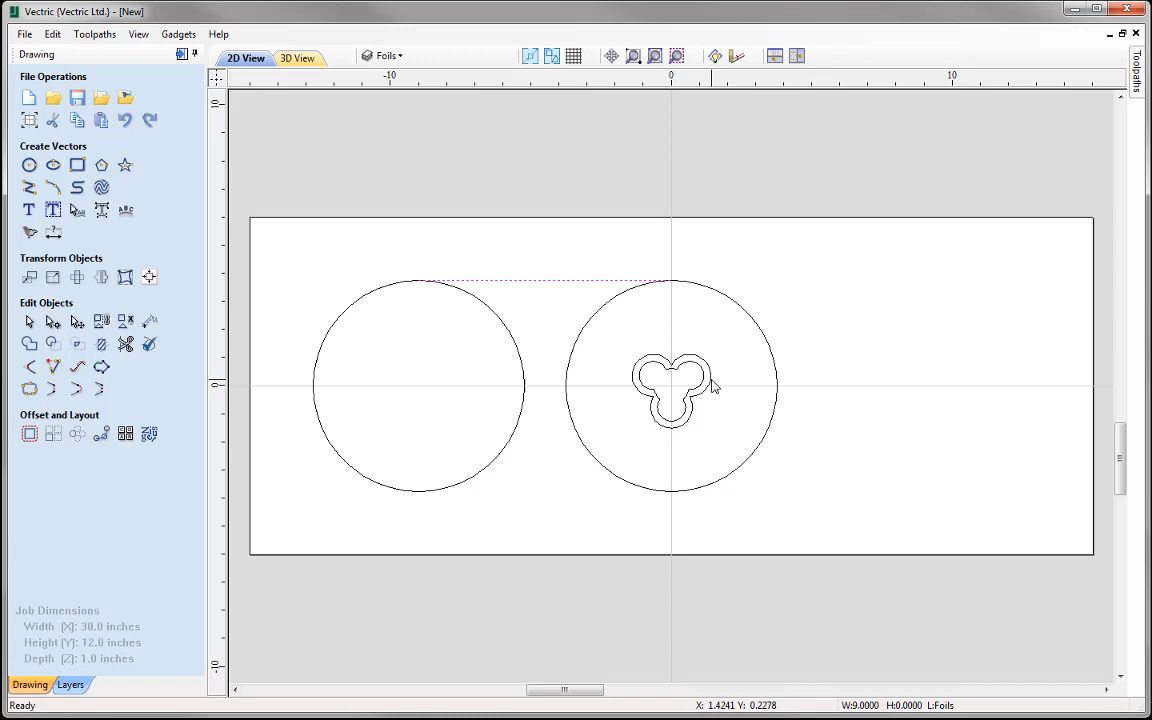 Vectric {Vectric Ltd.} - [New]
File Edit Toolpaths View Gadgets Help
Drawing
2D View 3D View Foils
Toolpaths
-10 0 10
10
0
-10
File Operations
Create Vectors
Transform Objects
Edit Objects
Offset and Layout
Job Dimensions
Width [X]: 30.0 inches
Height [Y]: 12.0 inches
Depth [Z]: 1.0 inches
Drawing Layers
Ready X: 1.4241 Y: 0.2278 W:9.0000 H:0.0000 L:Foils